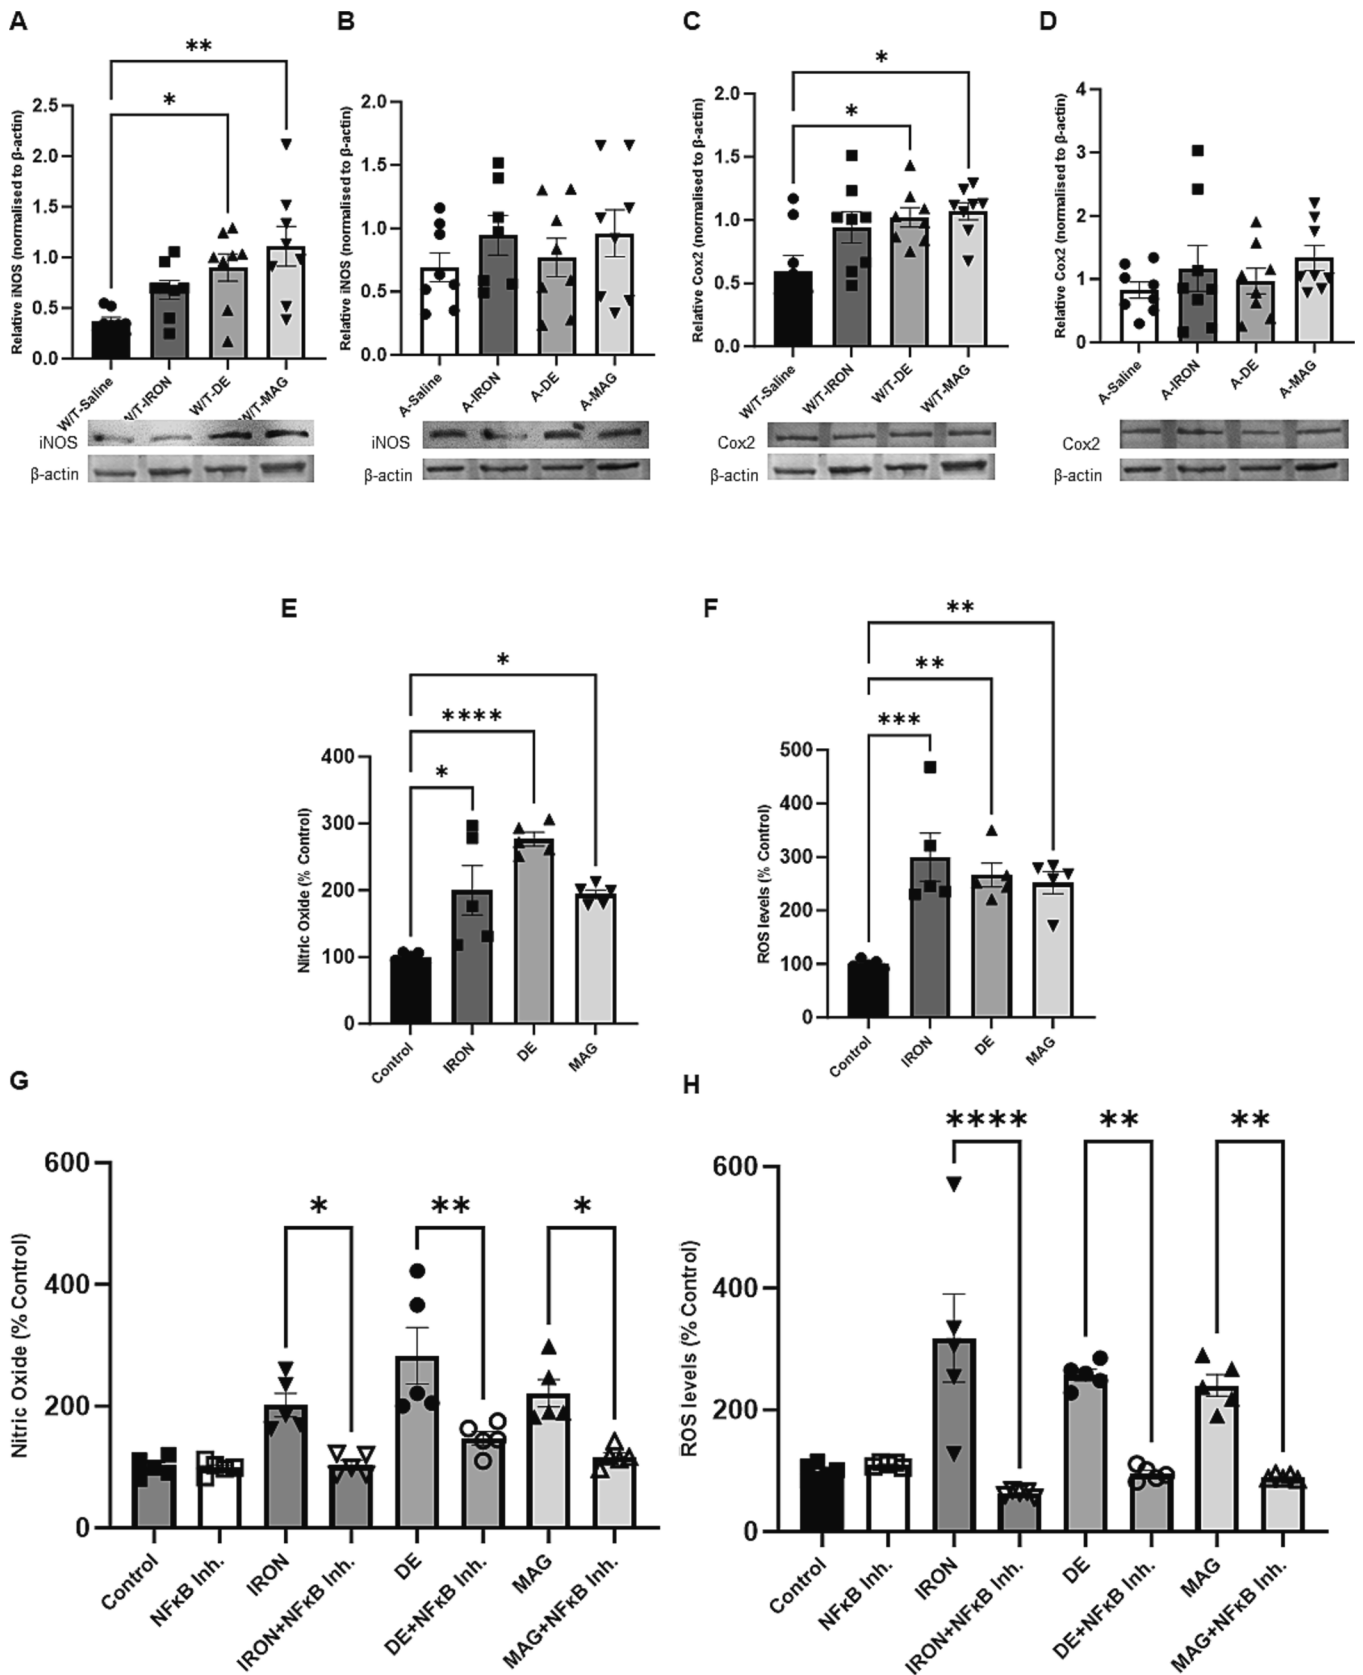 A
B
C
D
**
*
2.5
2.0
1.5
1.0
0.5
0.0
Relative iNOS (normalised to β-actin)
W/T-Saline
W/T-IRON
W/T-DE
W/T-MAG
iNOS
β-actin
2.0
1.5
1.0
0.5
0.0
Relative iNOS (normalised to β-actin)
A-Saline
A-IRON
A-DE
A-MAG
iNOS
β-actin
*
*
2.0
1.5
1.0
0.5
0.0
Relative Cox2 (normalised to β-actin)
W/T-Saline
W/T-IRON
W/T-DE
W/T-MAG
Cox2
β-actin
4
3
2
1
0
Relative Cox2 (normalised to β-actin)
A-Saline
A-IRON
A-DE
A-MAG
Cox2
β-actin
E
*
****
*
400
300
200
100
0
Nitric Oxide (% Control)
Control
IRON
DE
MAG
F
**
**
***
500
400
300
200
100
0
ROS levels (% Control)
Control
IRON
DE
MAG
G
* ** *
600
400
200
0
Nitric Oxide (% Control)
Control
NFκB Inh.
IRON
IRON+NFκB Inh.
DE
DE+NFκB Inh.
MAG
MAG+NFκB Inh.
H
**** ** **
600
400
200
0
ROS levels (% Control)
Control
NFκB Inh.
IRON
IRON+NFκB Inh.
DE
DE+NFκB Inh.
MAG
MAG+NFκB Inh.